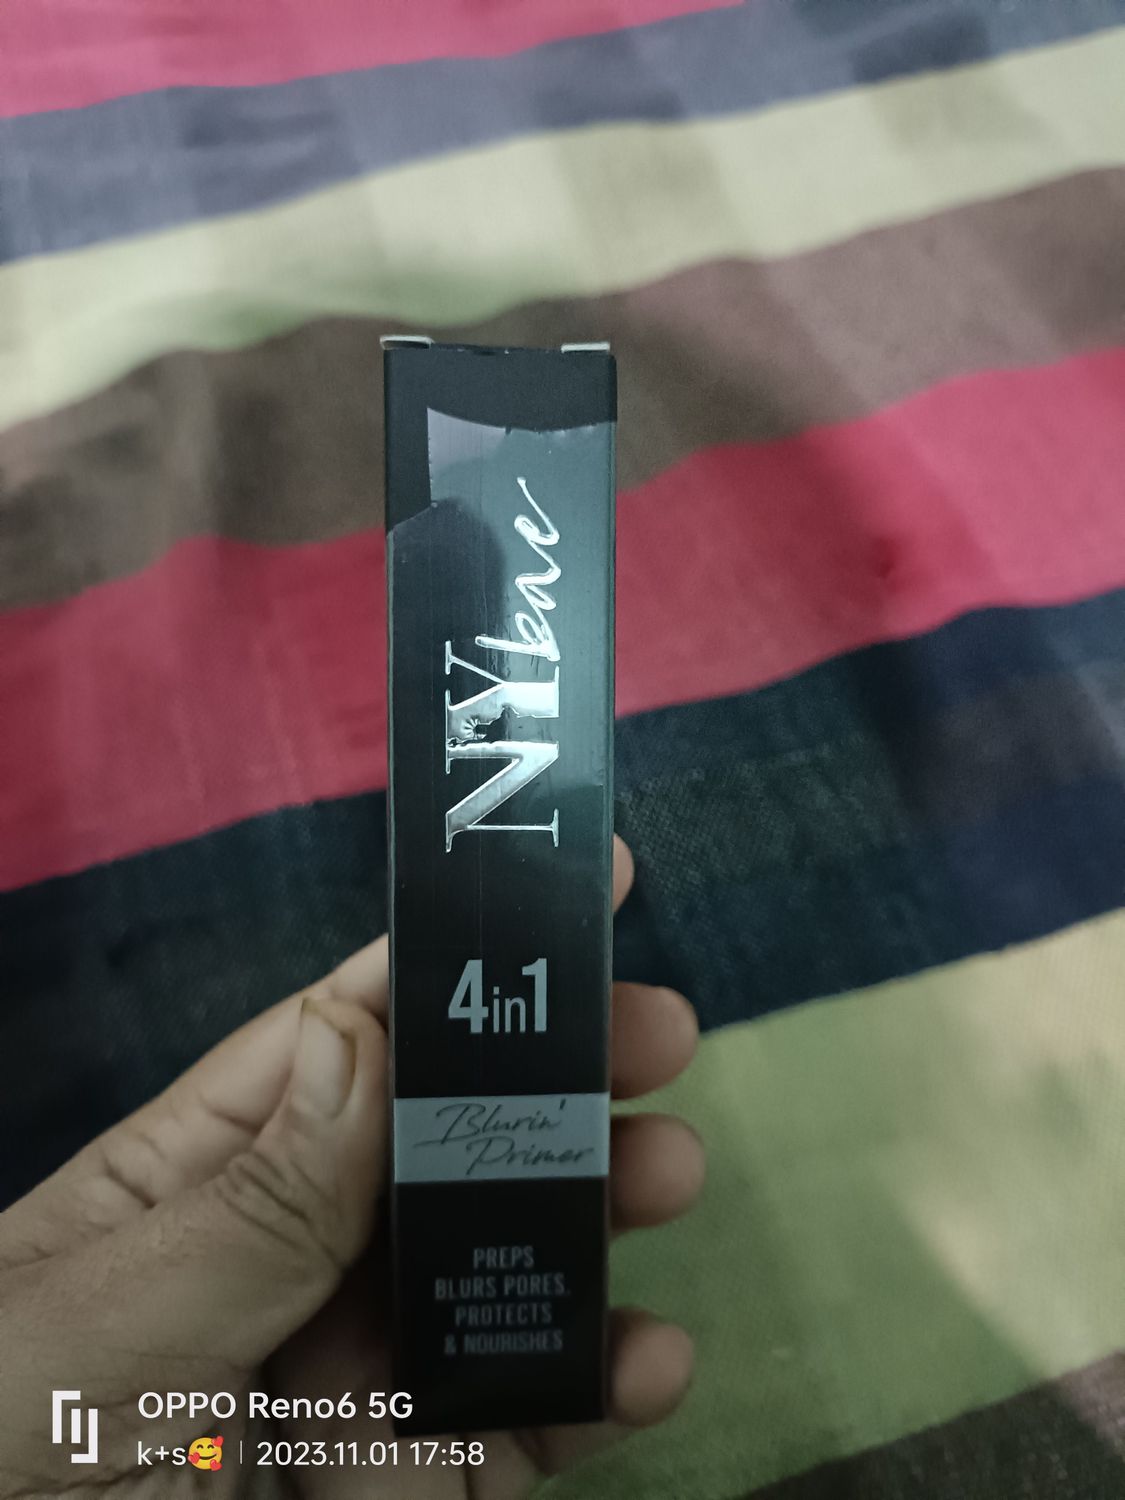 NYbae
4in1
Blurin'
Primer
PREPS
BLURS PORES.
PROTECTS
& NOURISHES
OPPO Reno6 5G
k+s🥰 | 2023.11.01 17:58